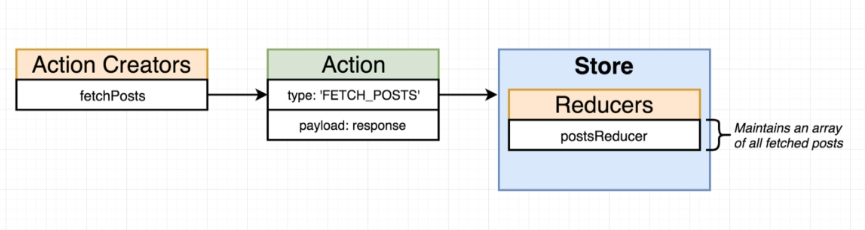 Action Creators
fetchPosts
Action
type: 'FETCH_POSTS'
payload: response
Store
Reducers
postsReducer
Maintains an array
of all fetched posts